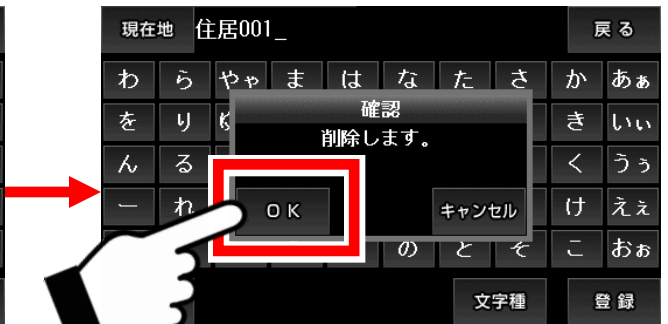 現在地 住居001_ 戻る
わ ら やゃ ま は な た さ か あぁ
を り 確認 き いぃ
ん る 削除します。 く うぅ
ー れ OK キャンセル け えぇ
の と そ こ おぉ
文字種 登録